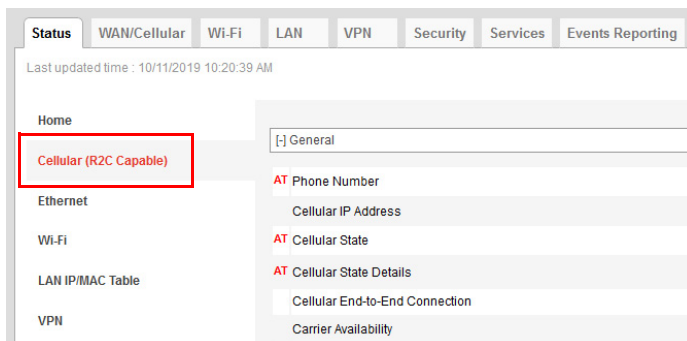 Status WAN/Cellular Wi-Fi LAN VPN Security Services Events Reporting
Last updated time : 10/11/2019 10:20:39 AM
Home
Cellular (R2C Capable)
Ethernet
Wi-Fi
LAN IP/MAC Table
VPN
[-] General
AT Phone Number
Cellular IP Address
AT Cellular State
AT Cellular State Details
Cellular End-to-End Connection
Carrier Availability